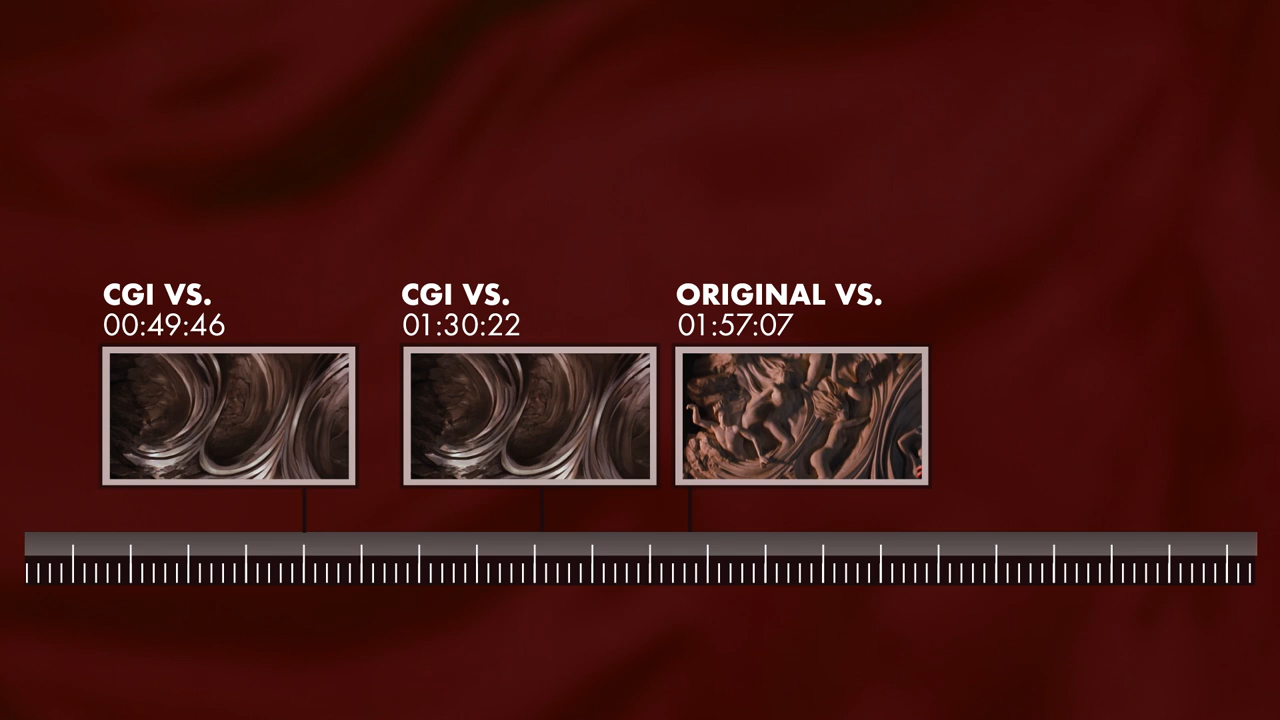 CGI VS.
00:49:46
CGI VS.
01:30:22
ORIGINAL VS.
01:57:07